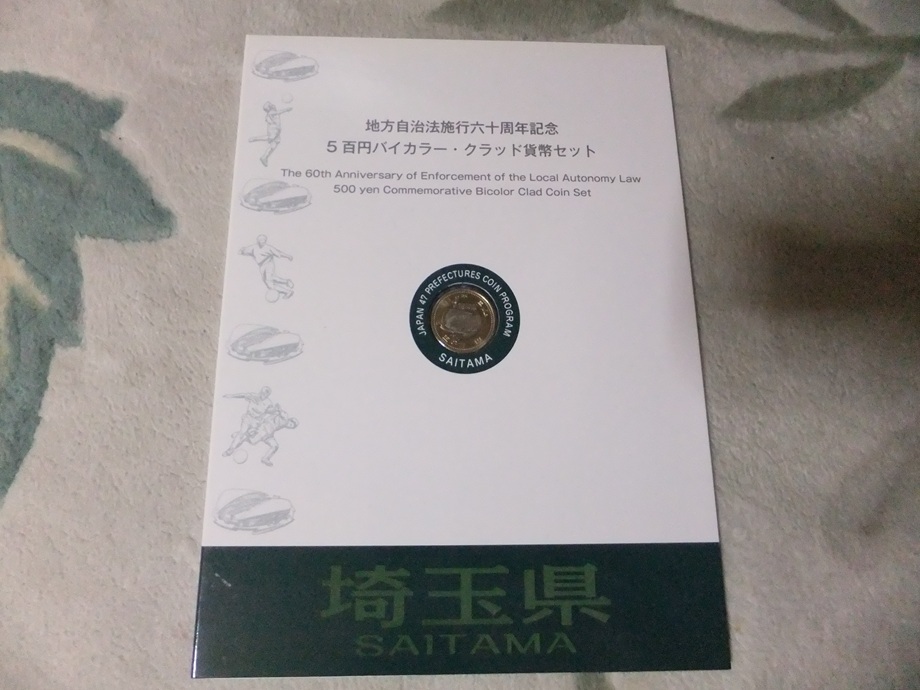 地方自治法施行六十周年記念
5百円バイカラー・クラッド貨幣セット
The 60th Anniversary of Enforcement of the Local Autonomy Law
500 yen Commemorative Bicolor Clad Coin Set
JAPAN 47 PREFECTURES COIN PROGRAM
SAITAMA
埼玉県
SAITAMA